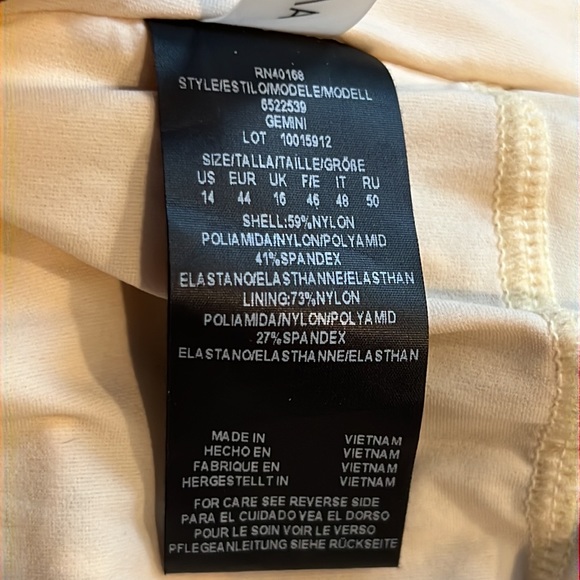 RN40168
STYLE/ESTILO/MODELE/MODELL
6522539
GEMINI
LOT 10015912
SIZE/TALLA/TAILLE/GRÖßE
US EUR UK F/E IT RU
14 44 16 46 48 50
SHELL:59%NYLON
POLIAMIDA/NYLON/POLYAMID
41%SPANDEX
ELASTANO/ELASTHANNE/ELASTHAN
LINING:73%NYLON
POLIAMIDA/NYLON/POLYAMID
27%SPANDEX
ELASTANO/ELASTHANNE/ELASTHAN
MADE IN VIETNAM
HECHO EN VIETNAM
FABRIQUE EN VIETNAM
HERGESTELLT IN VIETNAM
FOR CARE SEE REVERSE SIDE
PARA EL CUIDADO VEA EL DORSO
POUR LE SOIN VOIR LE VERSO
PFLEGEANLEITUNG SIEHE RÜCKSEITE